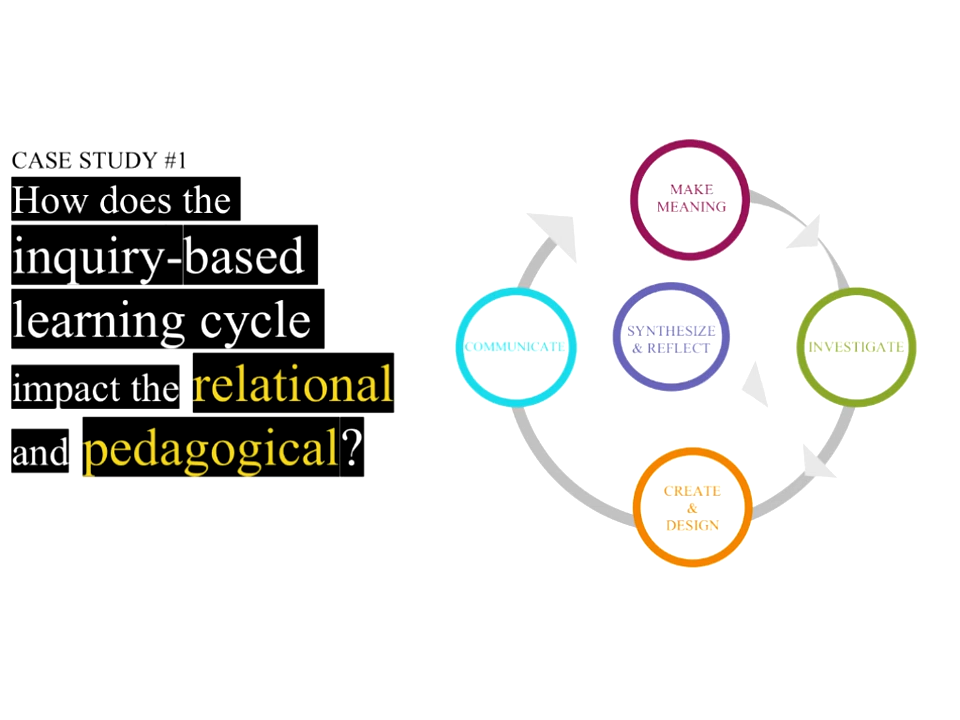 CASE STUDY #1
How does the
inquiry-based
learning cycle
impact the relational
and pedagogical?
MAKE
MEANING
SYNTHESIZE
& REFLECT
COMMUNICATE
INVESTIGATE
CREATE
&
DESIGN